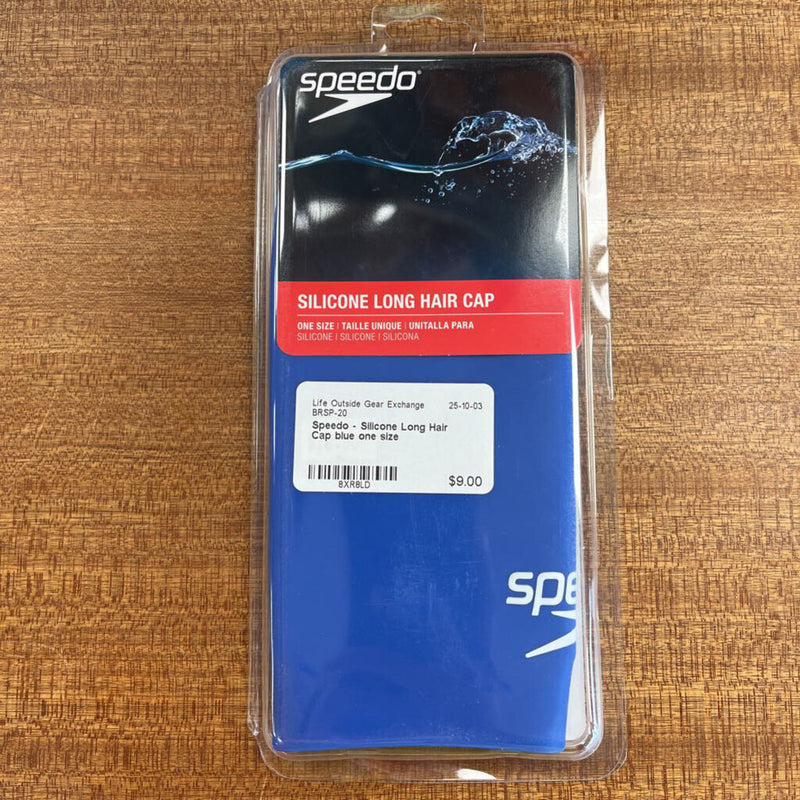 speedo®
SILICONE LONG HAIR CAP
ONE SIZE | TAILLE UNIQUE | UNITALLA PARA
SILICONE | SILICONE | SILICONA
Life Outside Gear Exchange 25-10-03
BRSP-20
Speedo - Silicone Long Hair
Cap blue one size
8XR8LD
$9.00
spe